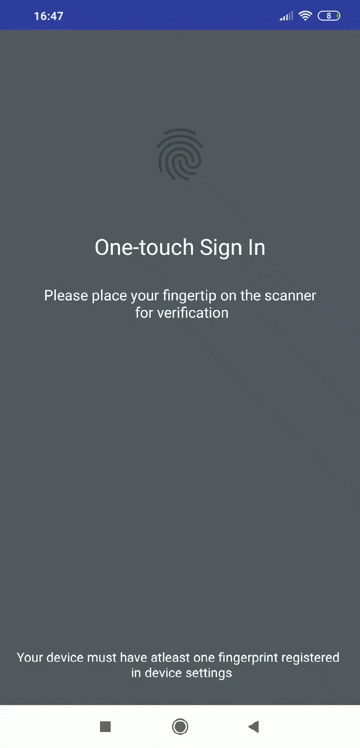 16:47
8
One-touch Sign In
Please place your fingertip on the scanner
for verification
Your device must have atleast one fingerprint registered
in device settings